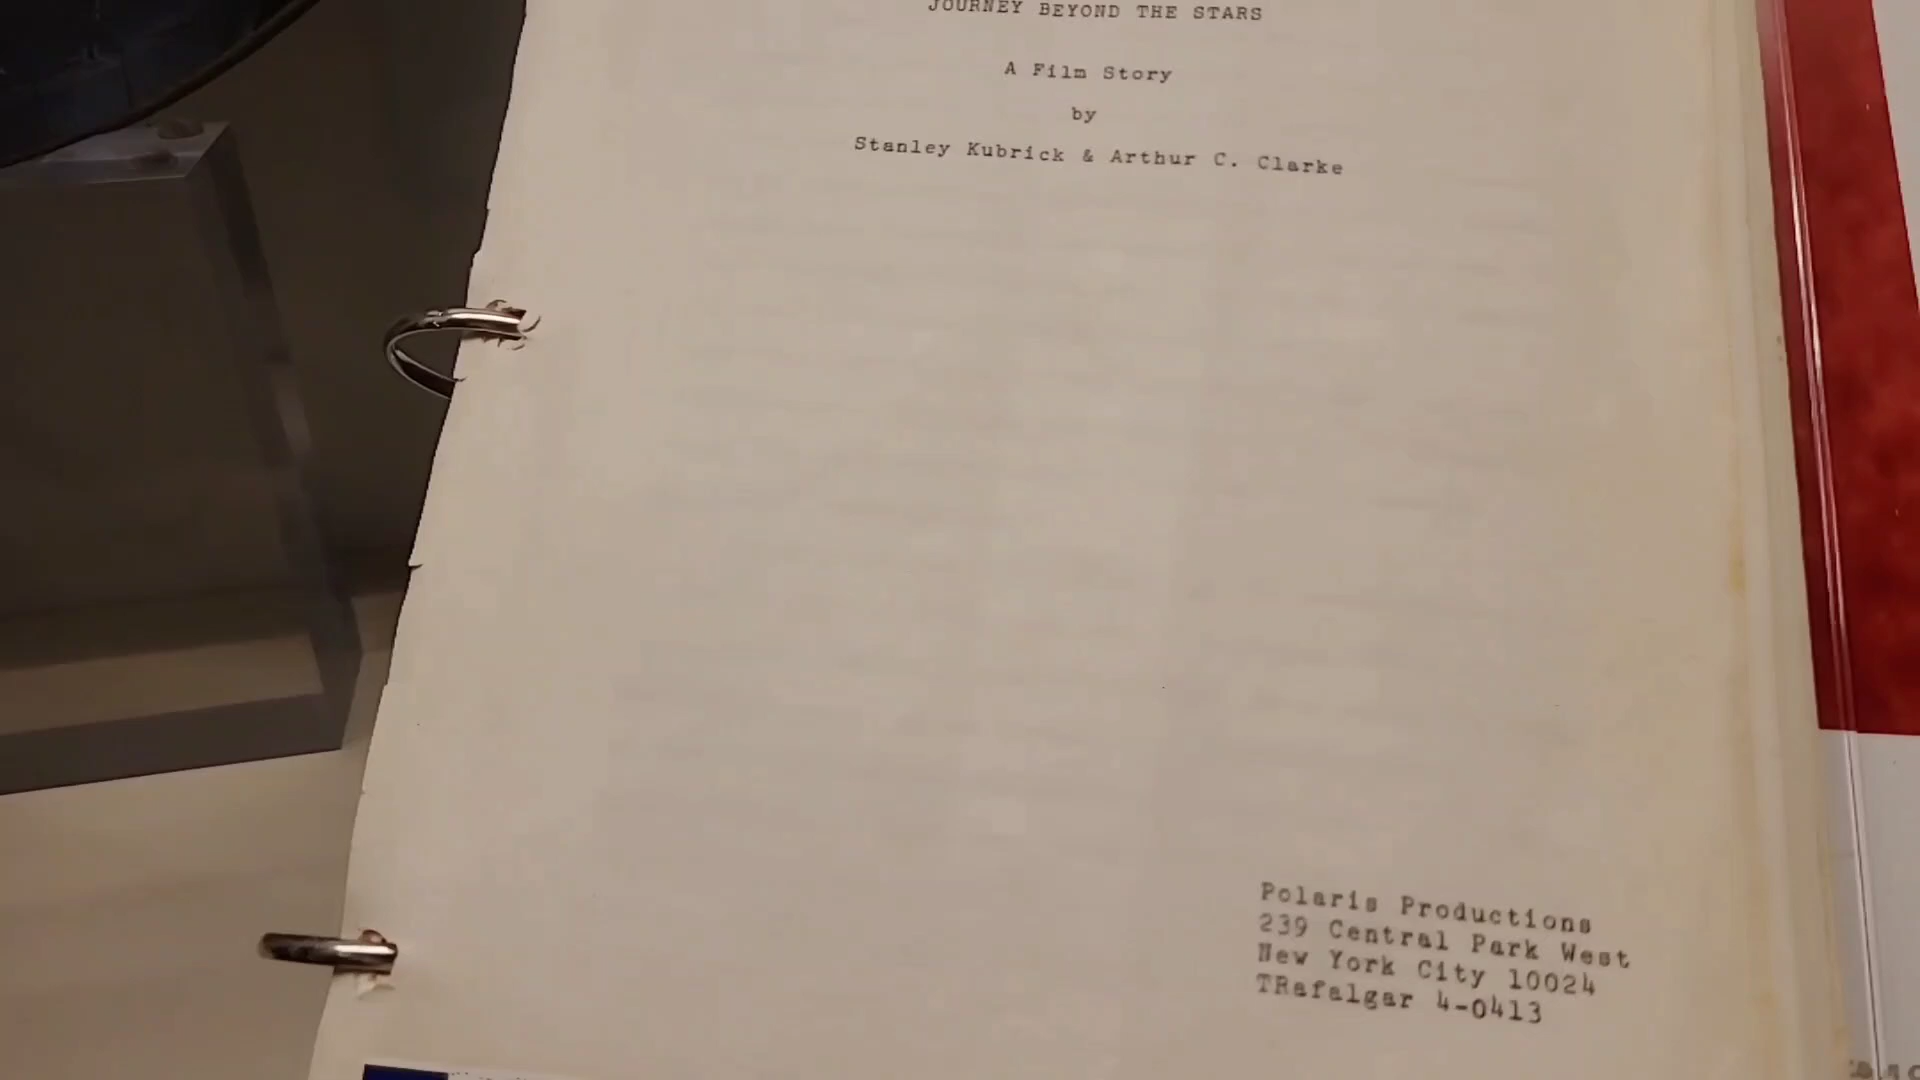 JOURNEY BEYOND THE STARS
A Film Story
by
Stanley Kubrick & Arthur C. Clarke
Polaris Productions
239 Central Park West
New York City 10024
TRafalgar 4-0413